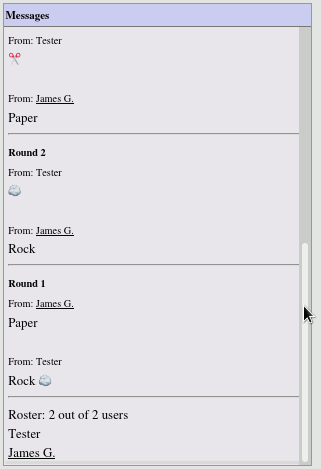 Messages
From: Tester
✂️
From: James G.
Paper
Round 2
From: Tester
🪨
From: James G.
Rock
Round 1
From: James G.
Paper
From: Tester
Rock 🪨
Roster: 2 out of 2 users
Tester
James G.